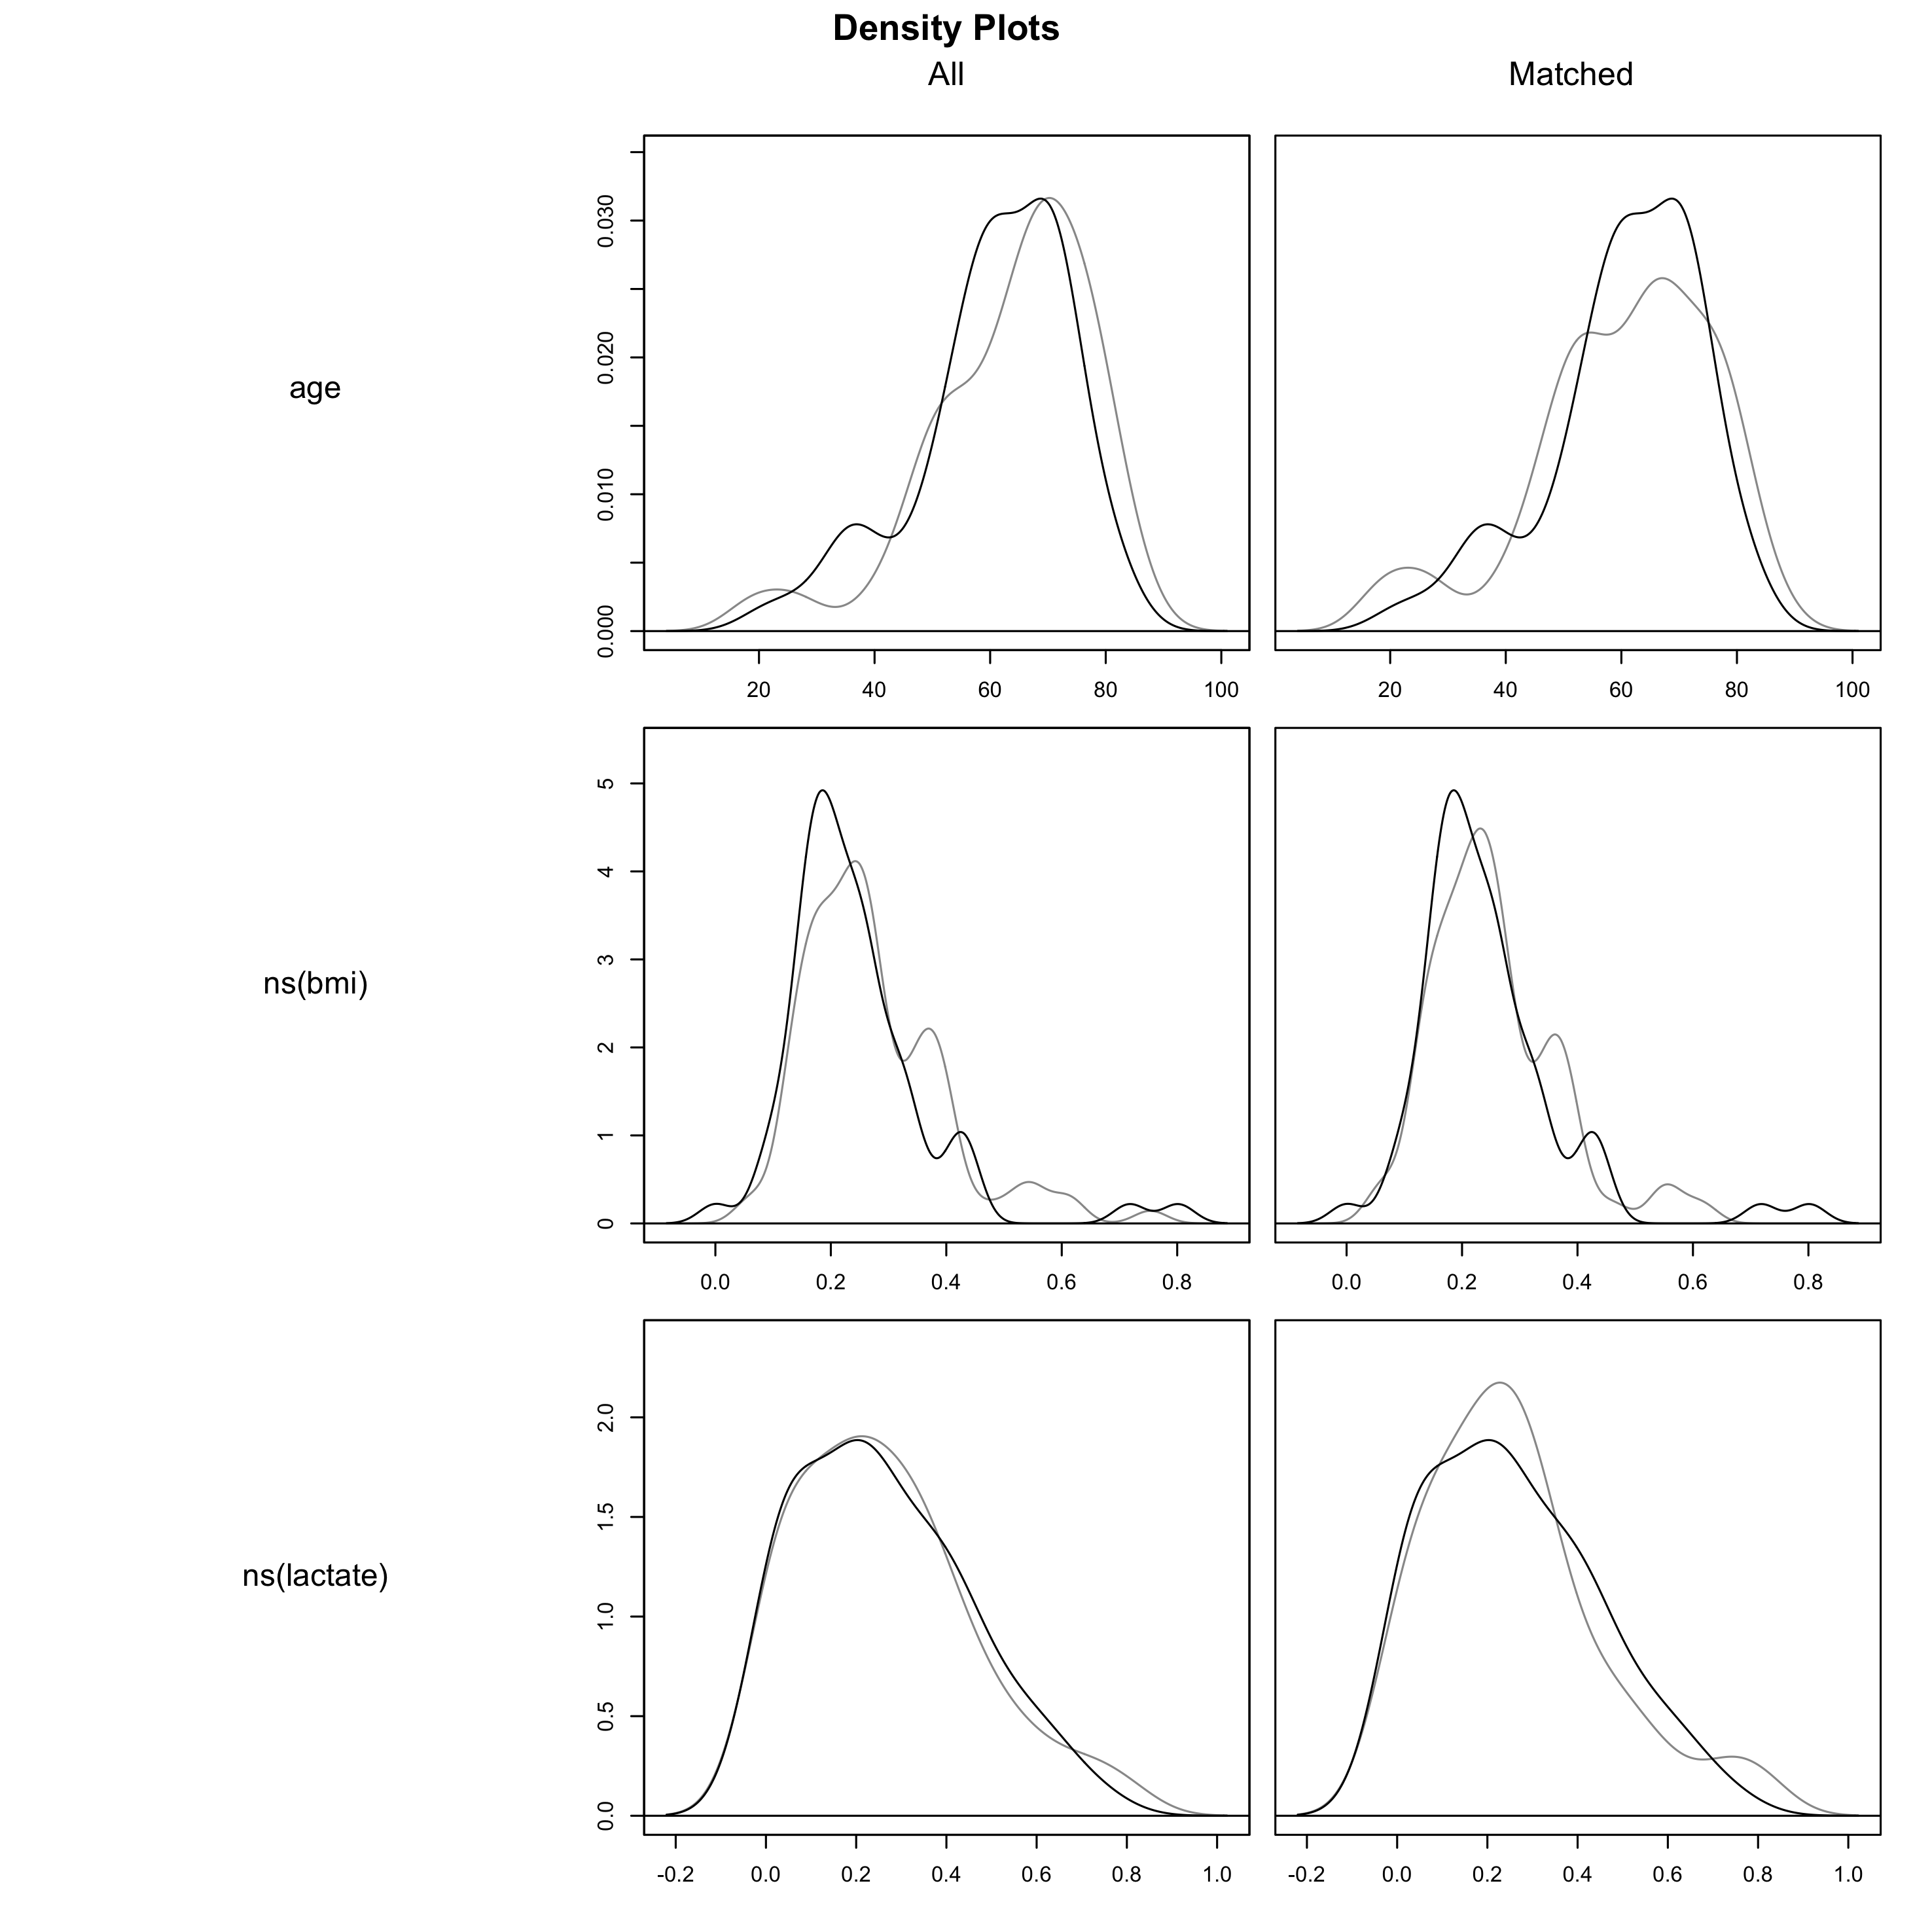 Density Plots
All Matched
age
0.000 0.010 0.020 0.030
20 40 60 80 100 20 40 60 80 100
ns(bmi)
0 1 2 3 4 5
0.0 0.2 0.4 0.6 0.8 0.0 0.2 0.4 0.6 0.8
ns(lactate)
0.0 0.5 1.0 1.5 2.0
-0.2 0.0 0.2 0.4 0.6 0.8 1.0 -0.2 0.0 0.2 0.4 0.6 0.8 1.0